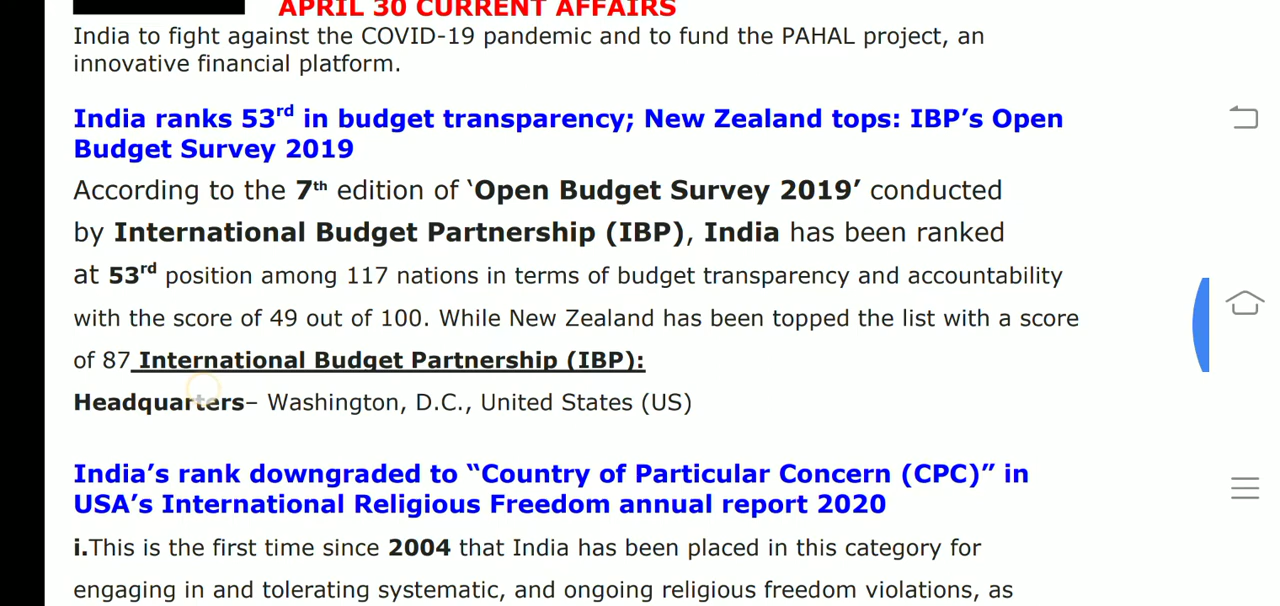 APRIL 30 CURRENT AFFAIRS
India to fight against the COVID-19 pandemic and to fund the PAHAL project, an
innovative financial platform.
India ranks 53rd in budget transparency; New Zealand tops: IBP’s Open
Budget Survey 2019
According to the 7th edition of ‘Open Budget Survey 2019’ conducted
by International Budget Partnership (IBP), India has been ranked
at 53rd position among 117 nations in terms of budget transparency and accountability
with the score of 49 out of 100. While New Zealand has been topped the list with a score
of 87 International Budget Partnership (IBP):
Headquarters– Washington, D.C., United States (US)
India’s rank downgraded to “Country of Particular Concern (CPC)” in
USA’s International Religious Freedom annual report 2020
i.This is the first time since 2004 that India has been placed in this category for
engaging in and tolerating systematic, and ongoing religious freedom violations, as